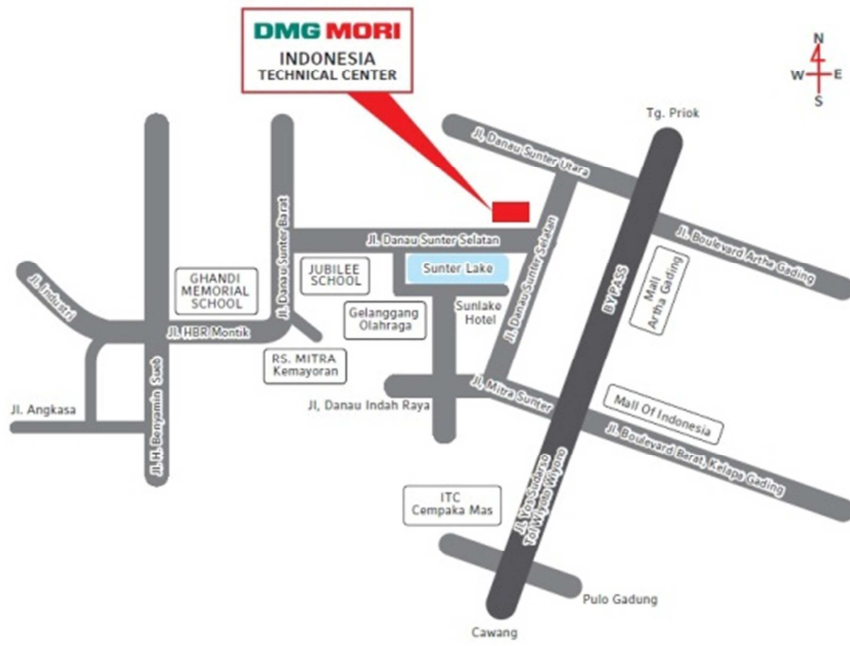 DMG MORI
INDONESIA
TECHNICAL CENTER
N
W E
S
Tg. Priok
Jl, Danau Sunter Utara
Jl. Danau Sunter Barat
Jl. Danau Sunter Selatan
Jl. Danau Sunter Selatan
Jl. Boulevard Artha Gading
Sunter Lake
JUBILEE
SCHOOL
GHANDI
MEMORIAL
SCHOOL
Jl. Industri
BYPASS
Mall
Artha Gading
Sunlake
Hotel
Gelanggang
Olahraga
Jl. HBR Montik
RS. MITRA
Kemayoran
Jl. Angkasa
Jl. H. Benyamin Sueb
Jl, Danau Indah Raya
Jl, Mitra Sunter
Mall Of Indonesia
Jl. Boulevard Barat, Kelapa Gading
ITC
Cempaka Mas
Jl. Yos Sudarso
Tol Wiyoto Wiyono
Pulo Gadung
Cawang